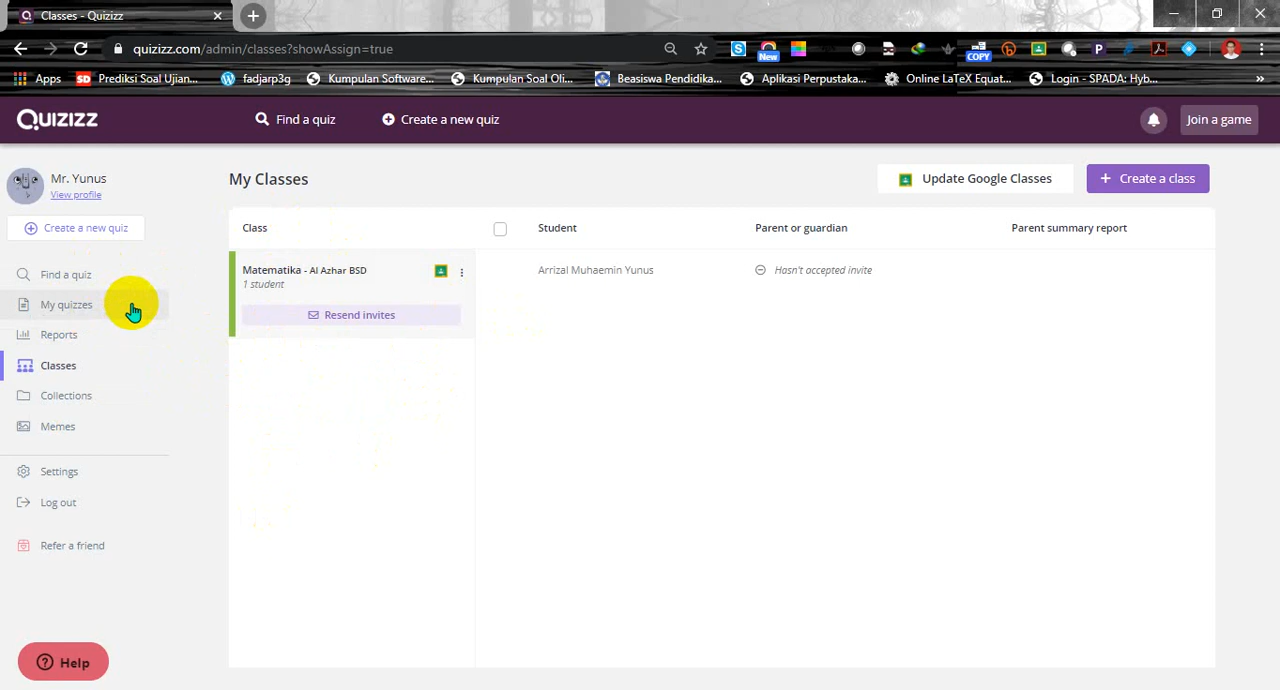 Classes - Quizizz
quizizz.com/admin/classes?showAssign=true
New
COPY
Apps
Prediksi Soal Ujian...
fadjarp3g
Kumpulan Software...
Kumpulan Soal Oli...
Beasiswa Pendidika...
Aplikasi Perpustaka...
Online LaTeX Equat...
Login - SPADA: Hyb...
»
QUIZIZZ
Find a quiz
Create a new quiz
Join a game
Mr. Yunus
View profile
Create a new quiz
Find a quiz
My quizzes
Reports
Classes
Collections
Memes
Settings
Log out
Refer a friend
Help
My Classes
Update Google Classes
+ Create a class
Class
Student
Parent or guardian
Parent summary report
Matematika - Al Azhar BSD
1 student
Resend invites
Arrizal Muhaemin Yunus
Hasn't accepted invite